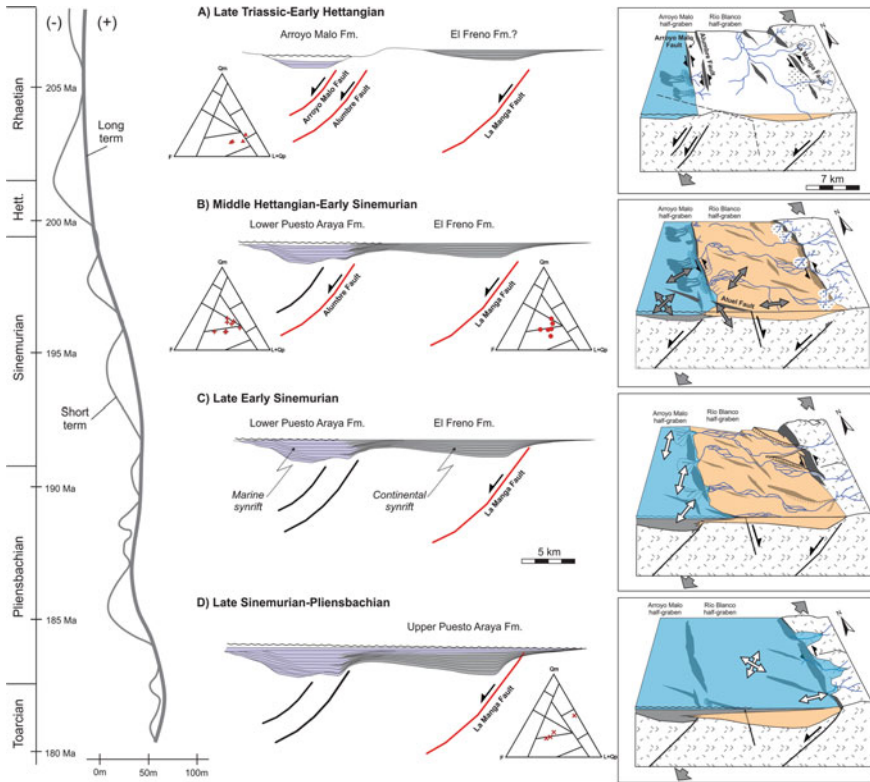 (-) (+)
Rhaetian
Hett.
Sinemurian
Pliensbachian
Toarcian
205 Ma
200 Ma
195 Ma
190 Ma
185 Ma
180 Ma
Long
term
Short
term
0m 50m 100m
A) Late Triassic-Early Hettangian
Arroyo Malo Fm. El Freno Fm.?
Qm
F L+Qp
Arroyo Malo Fault
Alumbre Fault
La Manga Fault
Arroyo Malo Río Blanco
half-graben half-graben
Arroyo Malo
Fault
Alumbre Fault
La Manga Fault
N
7 km
B) Middle Hettangian-Early Sinemurian
Lower Puesto Araya Fm. El Freno Fm.
Qm
F L+Qp
Alumbre Fault
La Manga Fault
Qm
F L+Qp
Arroyo Malo Río Blanco
half-graben half-graben
Atuel Fault
N
C) Late Early Sinemurian
Lower Puesto Araya Fm. El Freno Fm.
Marine
synrift
Continental
synrift
La Manga Fault
5 km
Arroyo Malo Río Blanco
half-graben half-graben
N
D) Late Sinemurian-Pliensbachian
Upper Puesto Araya Fm.
La Manga Fault
Qm
F L+Qp
Arroyo Malo Río Blanco
half-graben half-graben
N